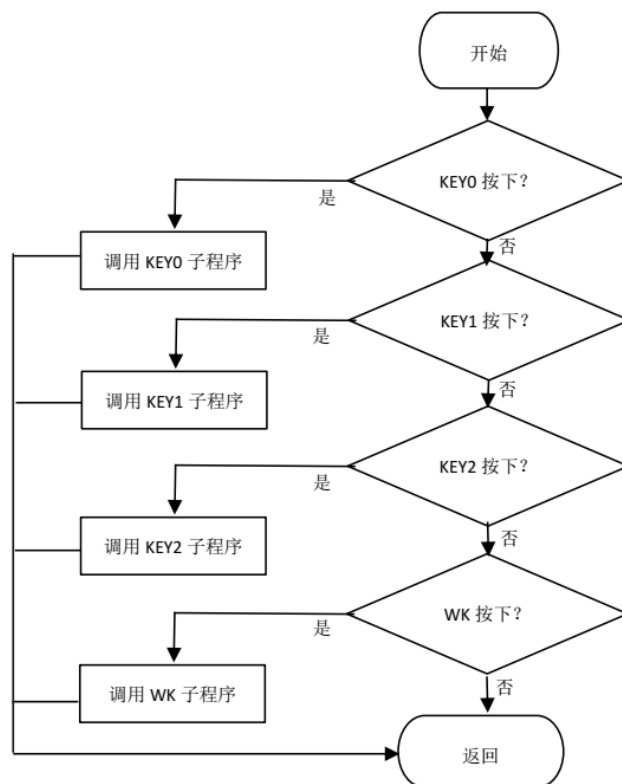 开始
KEY0 按下？
是
否
调用 KEY0 子程序
KEY1 按下？
是
否
调用 KEY1 子程序
KEY2 按下？
是
否
调用 KEY2 子程序
WK 按下？
是
否
调用 WK 子程序
返回